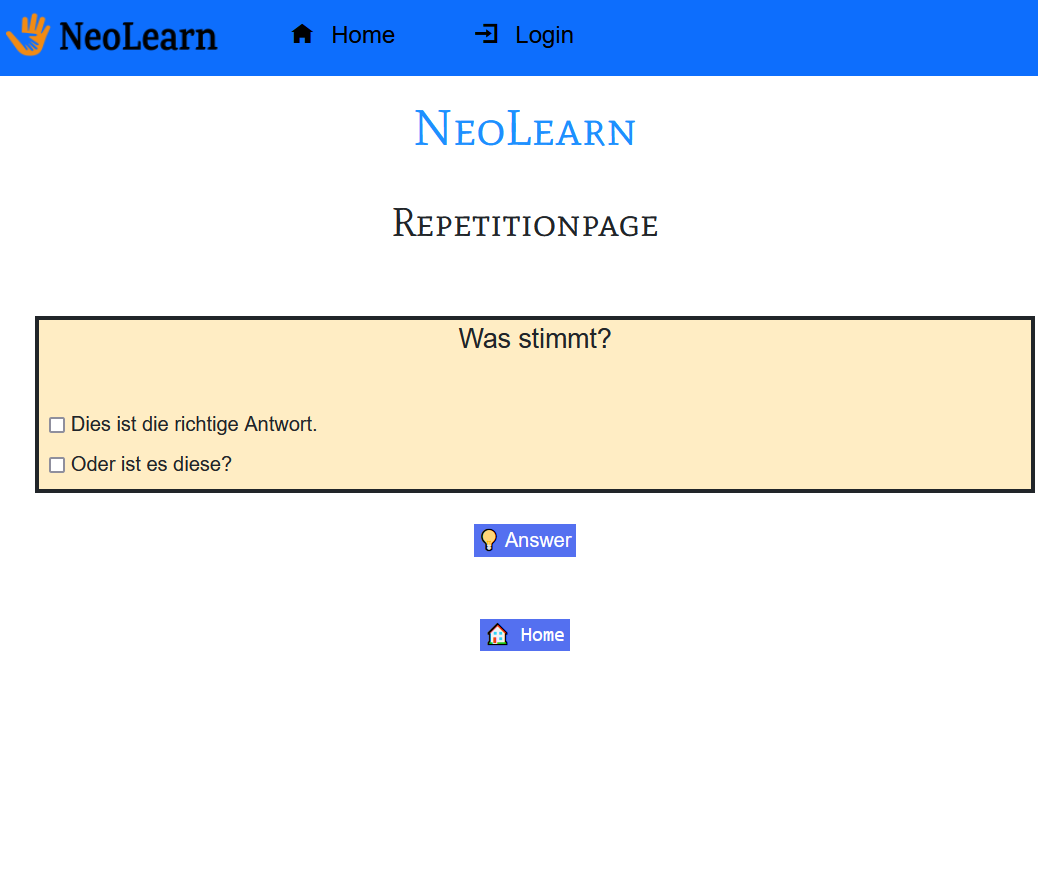 NeoLearn Home Login
NeoLearn
Repetitionpage
Was stimmt?
Dies ist die richtige Antwort.
Oder ist es diese?
Answer
Home